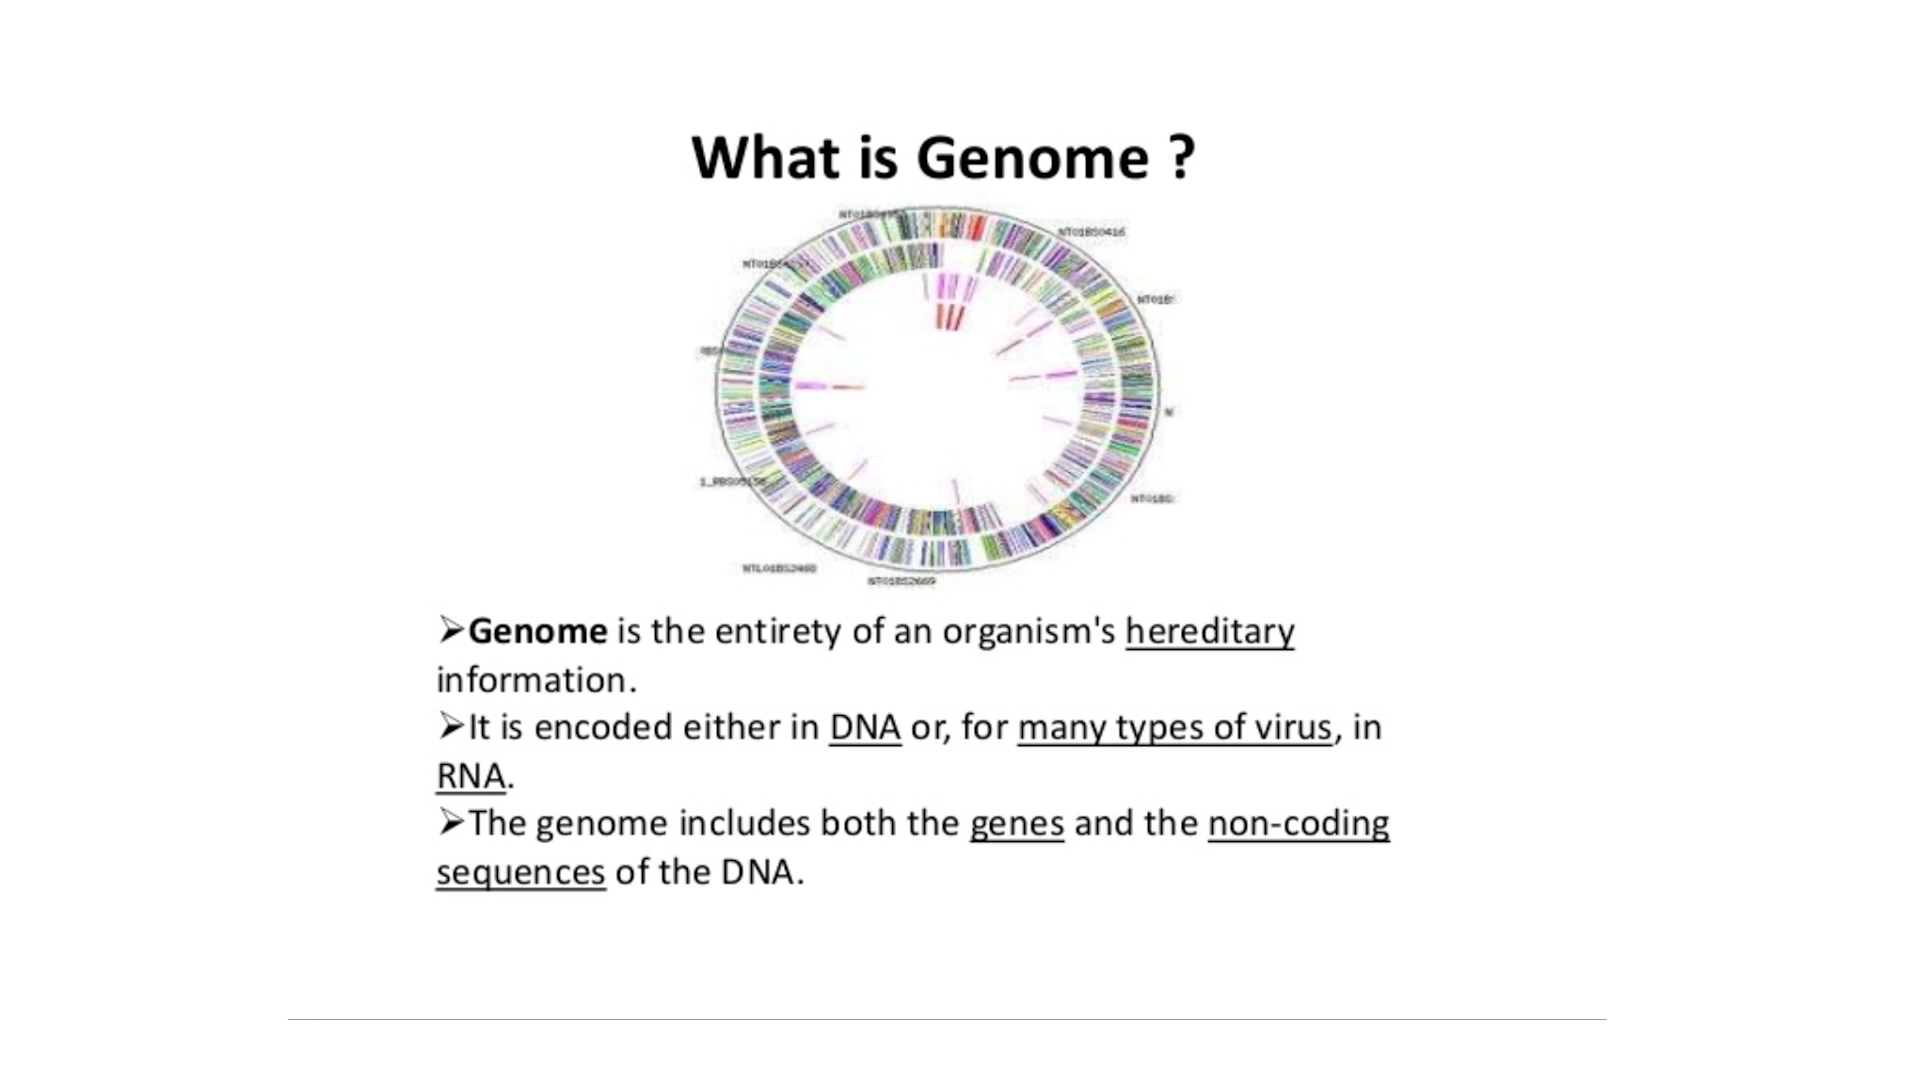 What is Genome ?
NT01BS0416
NT01BS2669
➢Genome is the entirety of an organism's hereditary
information.
➢It is encoded either in DNA or, for many types of virus, in
RNA.
➢The genome includes both the genes and the non-coding
sequences of the DNA.